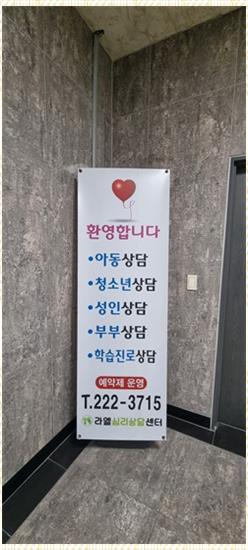 환영합니다
•아동상담
•청소년상담
•성인상담
•부부상담
•학습진로상담
예약제 운영
T.222-3715
라엘심리상담센터